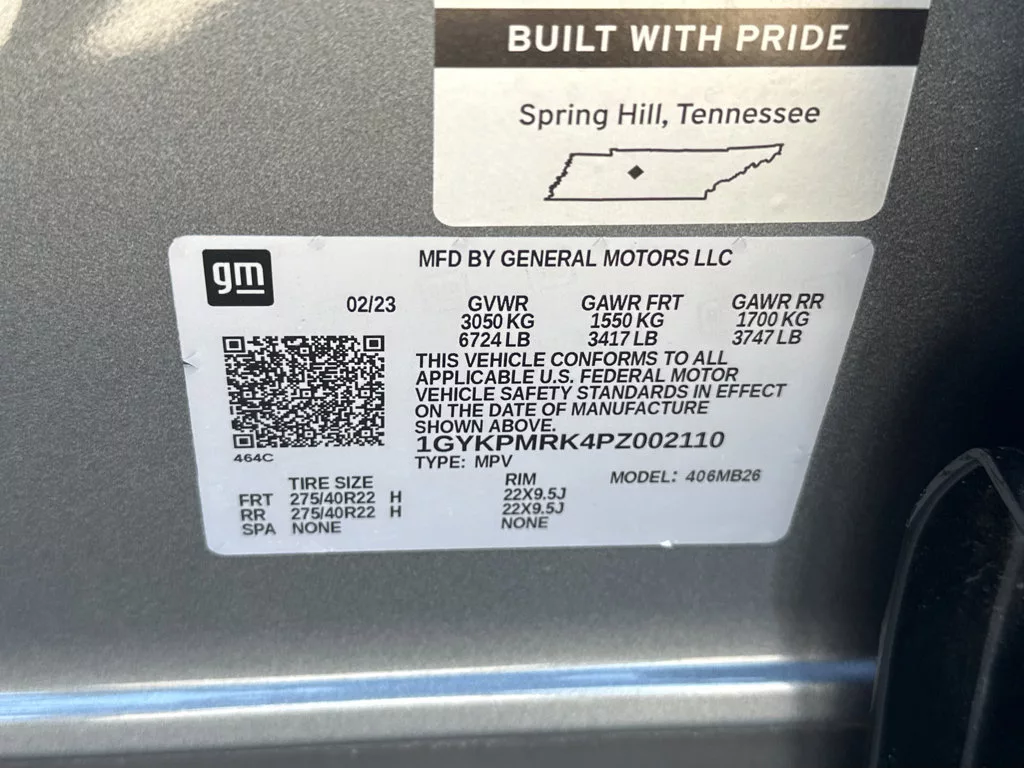 BUILT WITH PRIDE
Spring Hill, Tennessee
gm
MFD BY GENERAL MOTORS LLC
02/23 GVWR GAWR FRT GAWR RR
3050 KG 1550 KG 1700 KG
6724 LB 3417 LB 3747 LB
THIS VEHICLE CONFORMS TO ALL
APPLICABLE U.S. FEDERAL MOTOR
VEHICLE SAFETY STANDARDS IN EFFECT
ON THE DATE OF MANUFACTURE
SHOWN ABOVE.
1GYKPMRK4PZ002110
464C
TYPE: MPV
TIRE SIZE RIM MODEL: 406MB26
FRT 275/40R22 H 22X9.5J
RR 275/40R22 H 22X9.5J
SPA NONE NONE